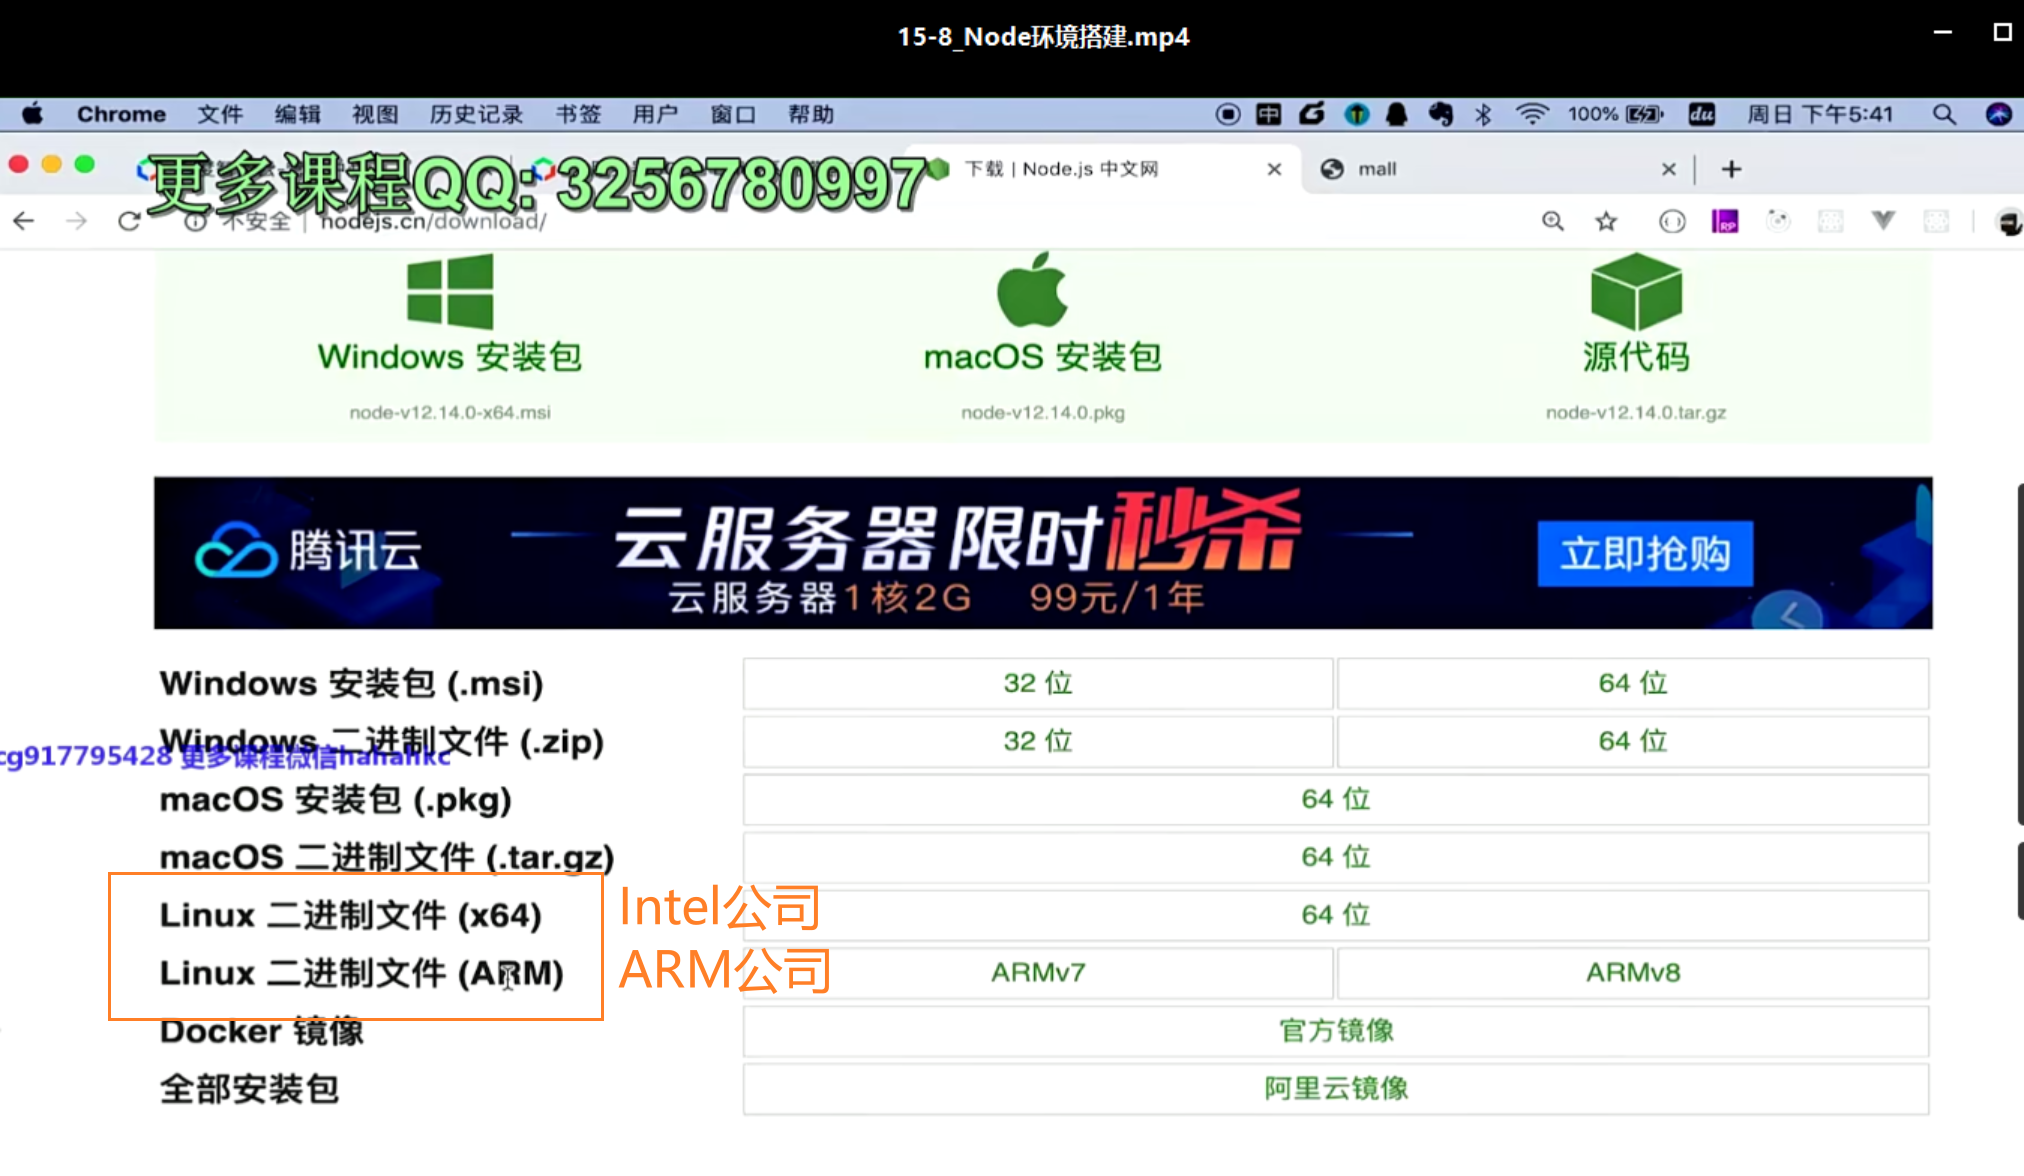 15-8_Node环境搭建.mp4
Chrome 文件 编辑 视图 历史记录 书签 用户 窗口 帮助 中 100% du 周日 下午5:41
更多课程QQ: 3256780997
下载 | Node.js 中文网
mall
不安全 | nodejs.cn/download/
RP
Windows 安装包
macOS 安装包
源代码
node-v12.14.0-x64.msi
node-v12.14.0.pkg
node-v12.14.0.tar.gz
腾讯云
云服务器限时秒杀
云服务器1核2G 99元/1年
立即抢购
Windows 安装包 (.msi) 32 位 64 位
Windows 二进制文件 (.zip) 32 位 64 位
cg917795428 更多课程微信hahahkc
macOS 安装包 (.pkg) 64 位
macOS 二进制文件 (.tar.gz) 64 位
Linux 二进制文件 (x64) Intel公司 64 位
Linux 二进制文件 (ARM) ARM公司 ARMv7 ARMv8
Docker 镜像 官方镜像
全部安装包 阿里云镜像